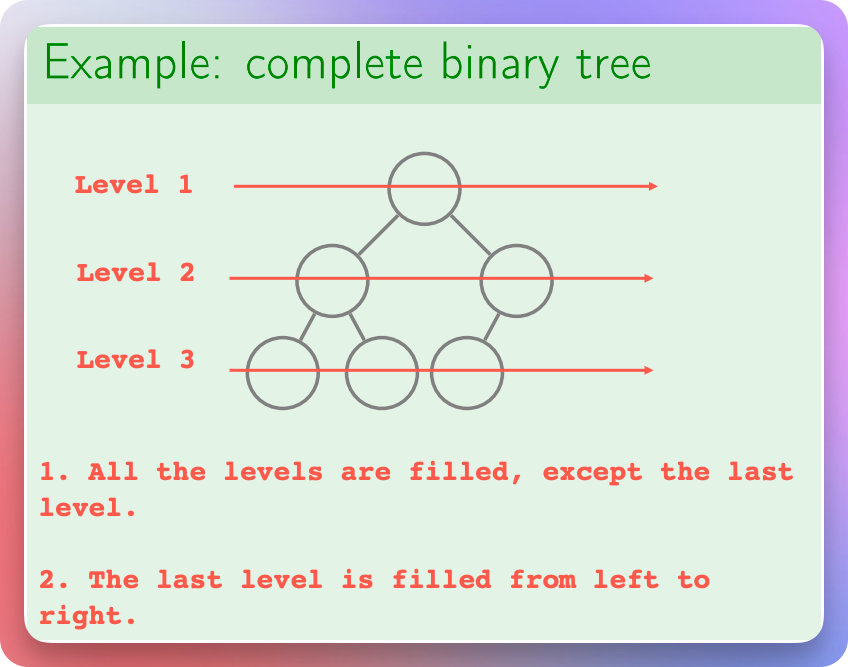 Example: complete binary tree
Level 1
Level 2
Level 3
1. All the levels are filled, except the last
level.
2. The last level is filled from left to
right.